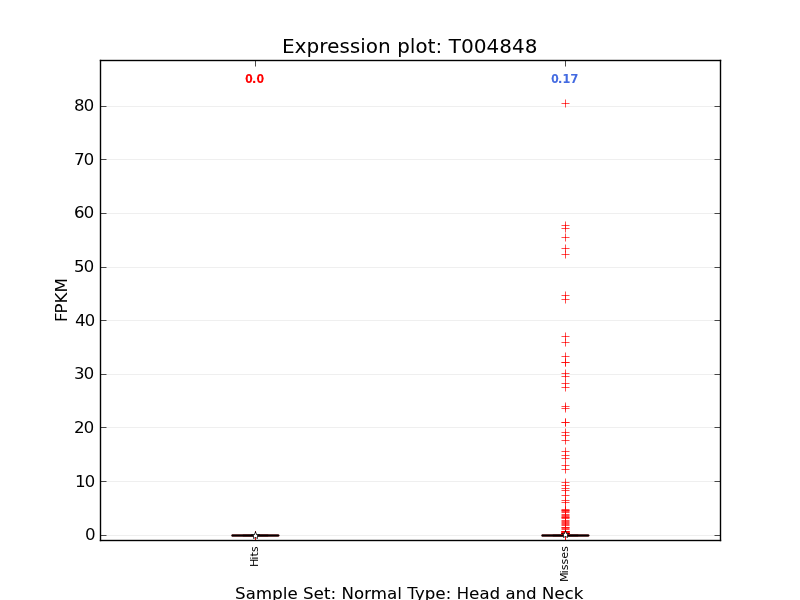 Expression plot: T004848
0.0
0.17
80
70
60
50
40
30
20
10
0
FPKM
Hits
Misses
Sample Set: Normal Type: Head and Neck